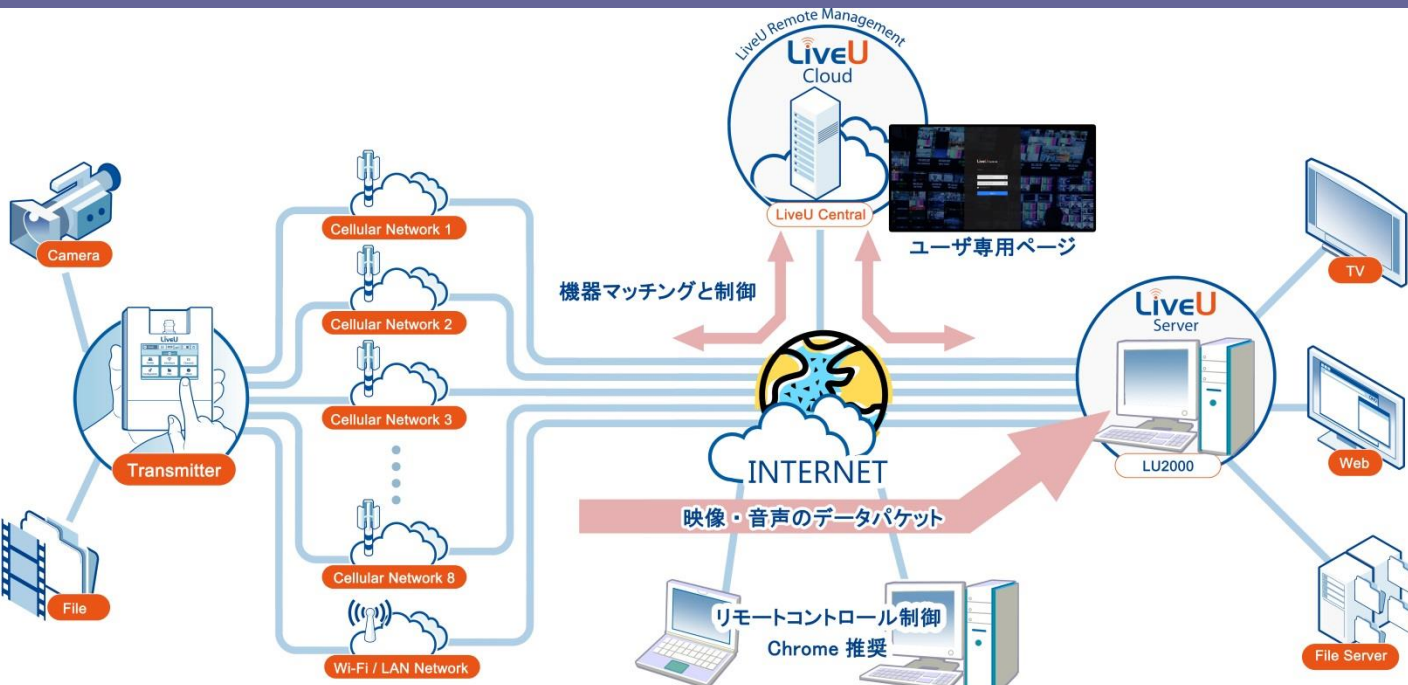 LiveU Remote Management
LiveU
Cloud
LiveU Central
ユーザ専用ページ
機器マッチングと制御
Camera
LiveU
Transmitter
File
Cellular Network 1
Cellular Network 2
Cellular Network 3
Cellular Network 8
Wi-Fi / LAN Network
INTERNET
映像・音声のデータパケット
リモートコントロール制御
Chrome 推奨
LiveU
Server
LU2000
TV
Web
File Server